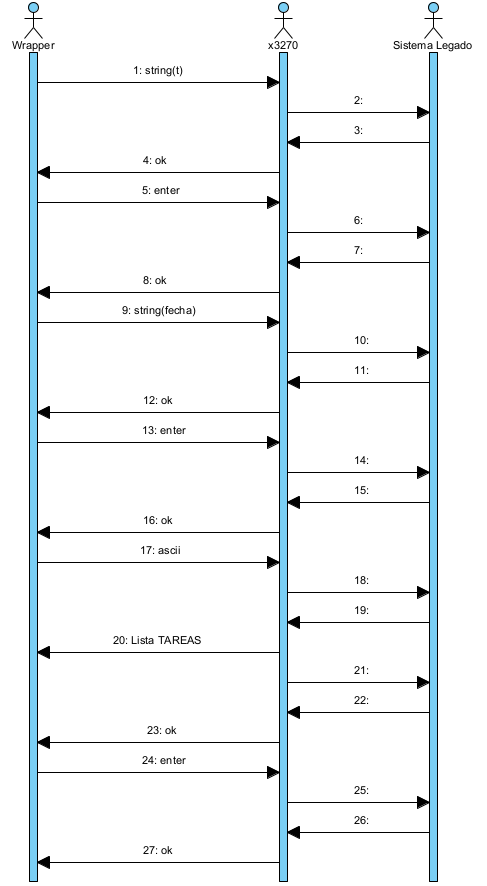 Wrapper
x3270
Sistema Legado
1: string(t)
2:
3:
4: ok
5: enter
6:
7:
8: ok
9: string(fecha)
10:
11:
12: ok
13: enter
14:
15:
16: ok
17: ascii
18:
19:
20: Lista TAREAS
21:
22:
23: ok
24: enter
25:
26:
27: ok